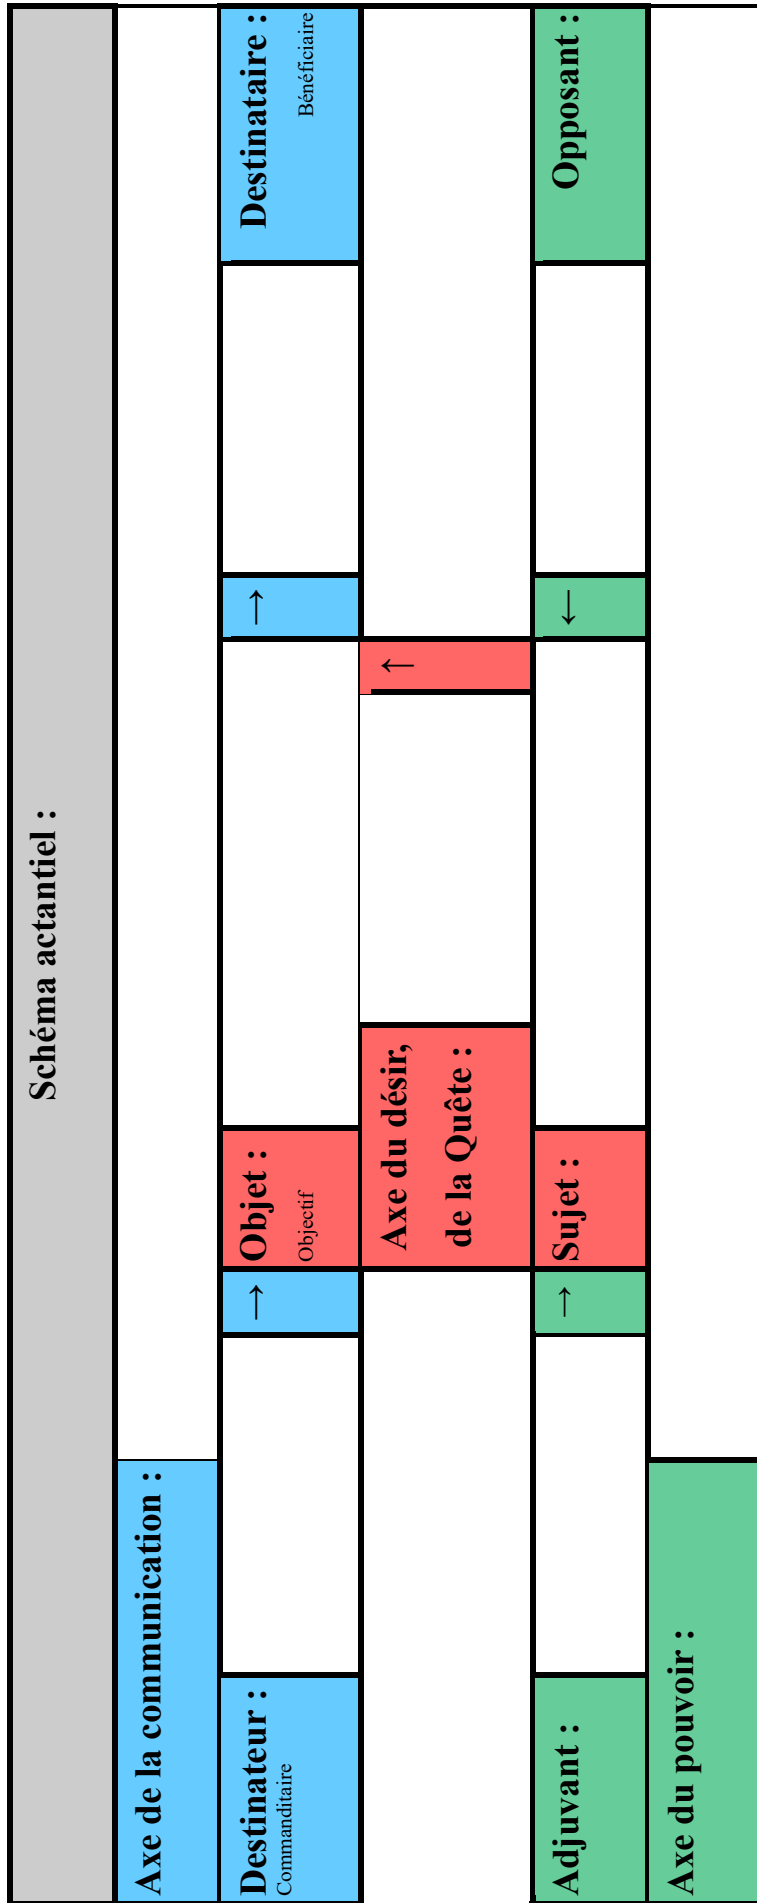 Schéma actantiel :
Axe de la communication :
Destinateur :
Commanditaire
→
Objet :
Objectif
→
Destinataire :
Bénéficiaire
Axe du désir,
de la Quête :
↑
Adjuvant :
→
Sujet :
←
Opposant :
Axe du pouvoir :